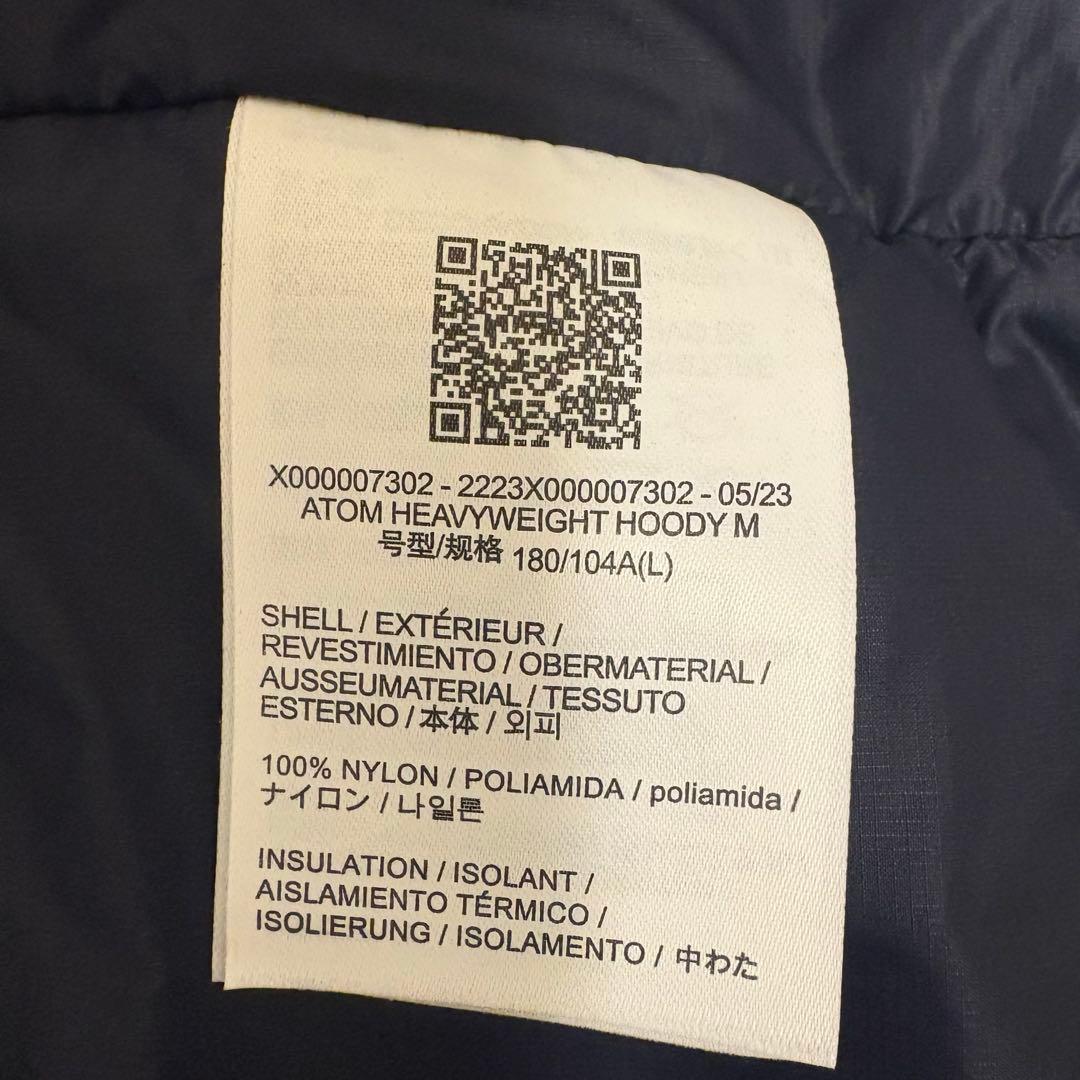 X000007302 - 2223X000007302 - 05/23
ATOM HEAVYWEIGHT HOODY M
号型/规格 180/104A(L)
SHELL / EXTÉRIEUR /
REVESTIMIENTO / OBERMATERIAL /
AUSSEUMATERIAL / TESSUTO
ESTERNO / 本体 / 외피
100% NYLON / POLIAMIDA / poliamida /
ナイロン / 나일론
INSULATION / ISOLANT /
AISLAMIENTO TÉRMICO /
ISOLIERUNG / ISOLAMENTO / 中わた